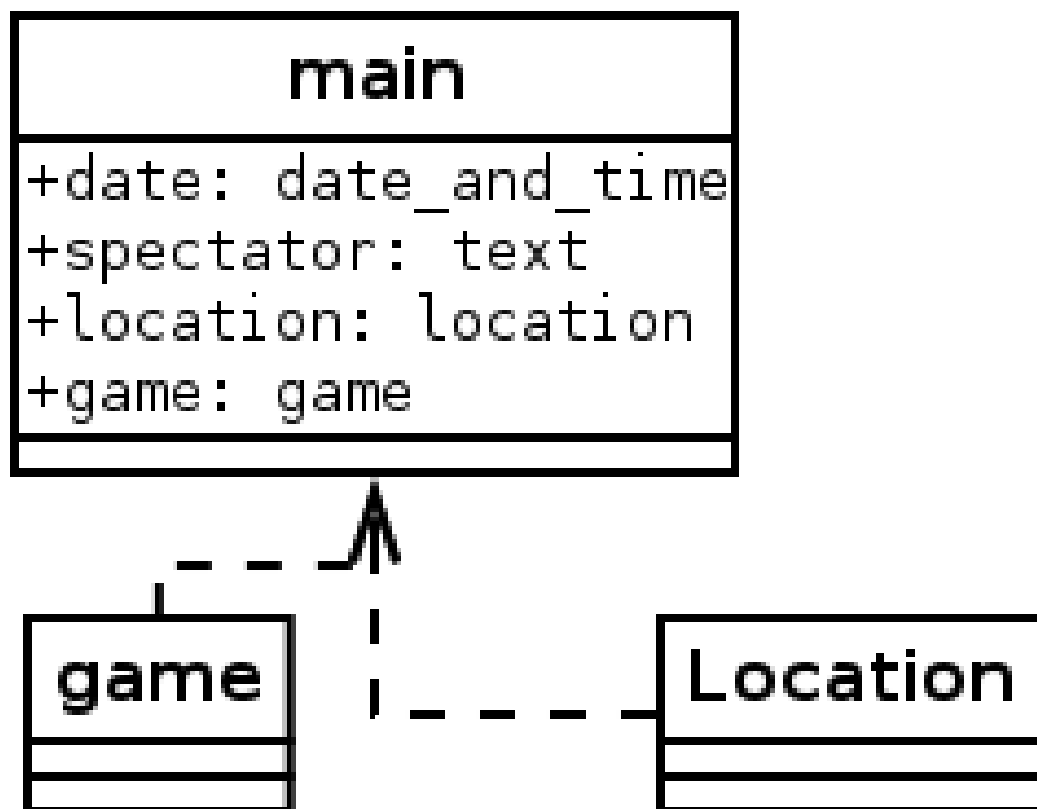 main
+date: date_and_time
+spectator: text
+location: location
+game: game
game
Location